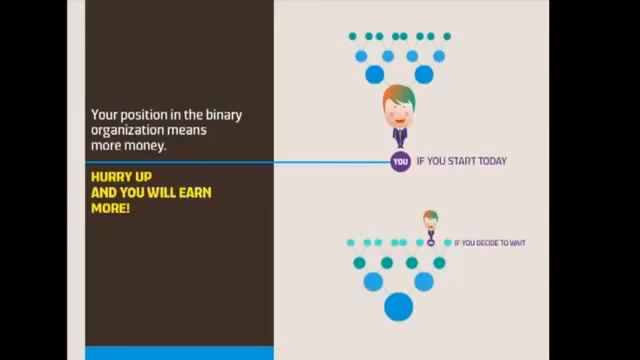 Your position in the binary
organization means
more money.
HURRY UP
AND YOU WILL EARN
MORE!
YOU
IF YOU START TODAY
IF YOU DECIDE TO WAIT